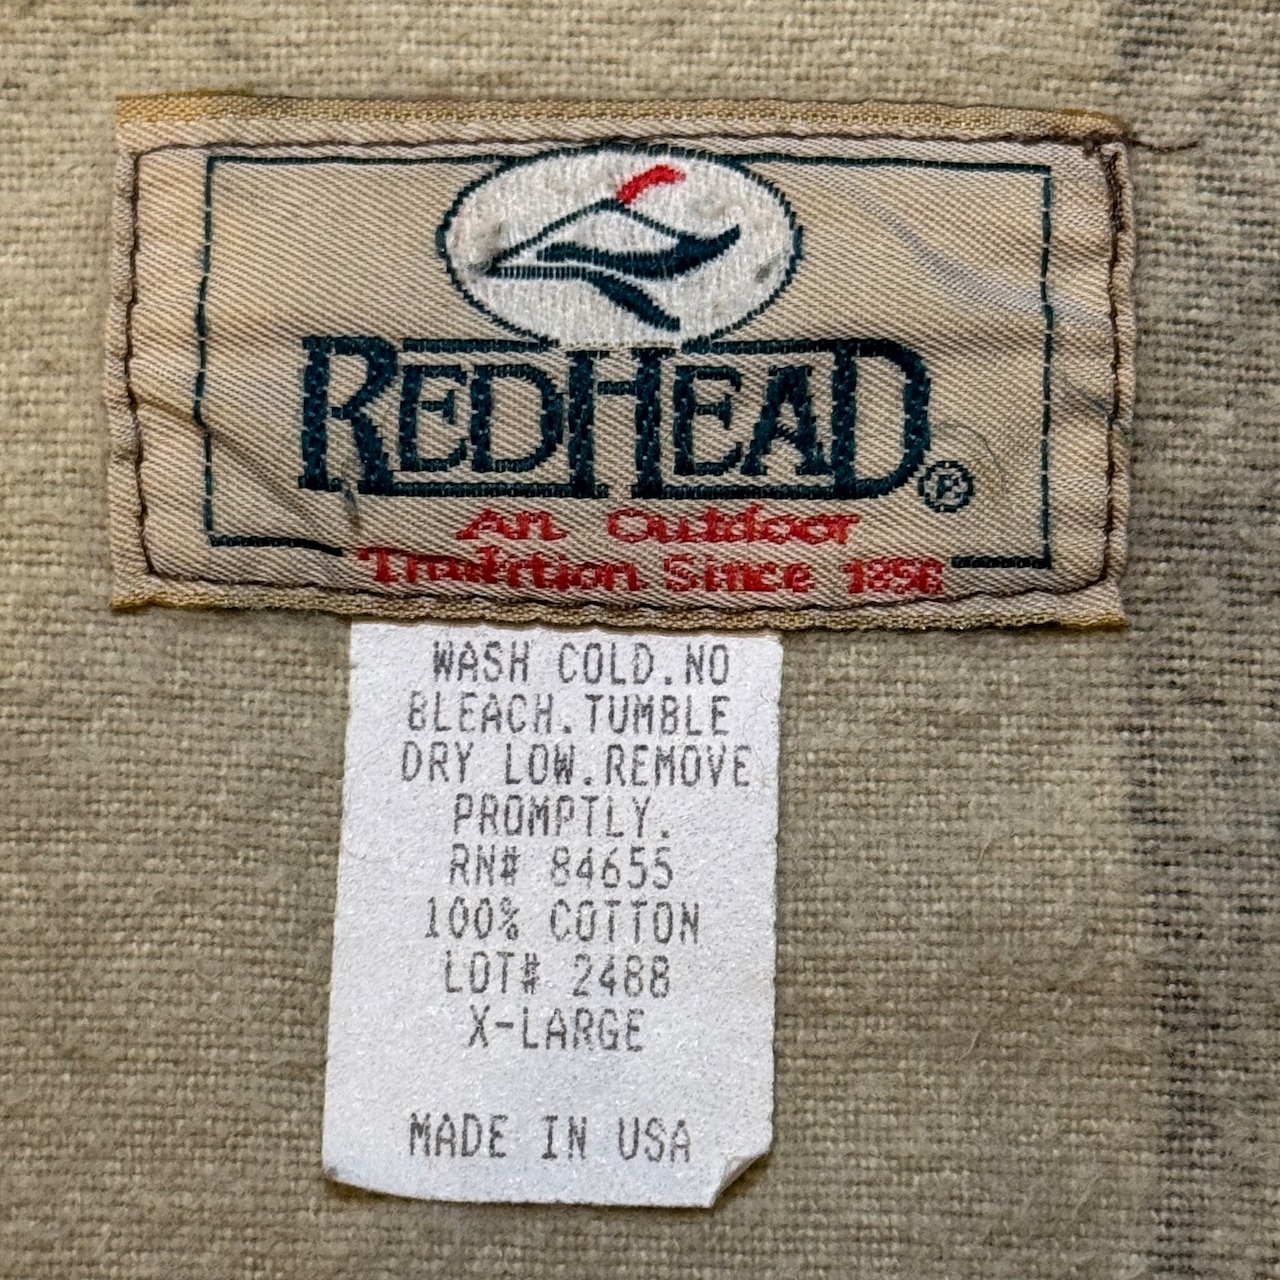 REDHEAD®
An Outdoor
Tradition Since 1856
WASH COLD.NO
BLEACH.TUMBLE
DRY LOW.REMOVE
PROMPTLY.
RN# 84655
100% COTTON
LOT# 2488
X-LARGE
MADE IN USA